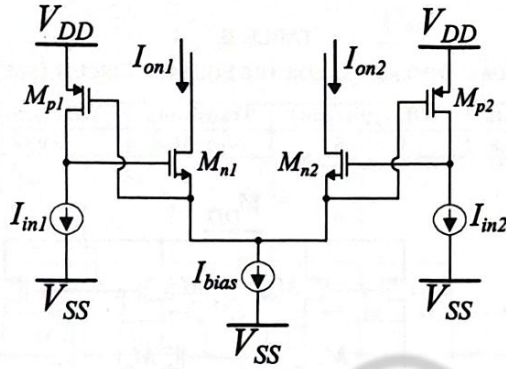 V_DD
V_DD
I_on1
I_on2
M_p1
M_p2
M_n1
M_n2
I_in1
I_in2
I_bias
V_SS
V_SS
V_SS